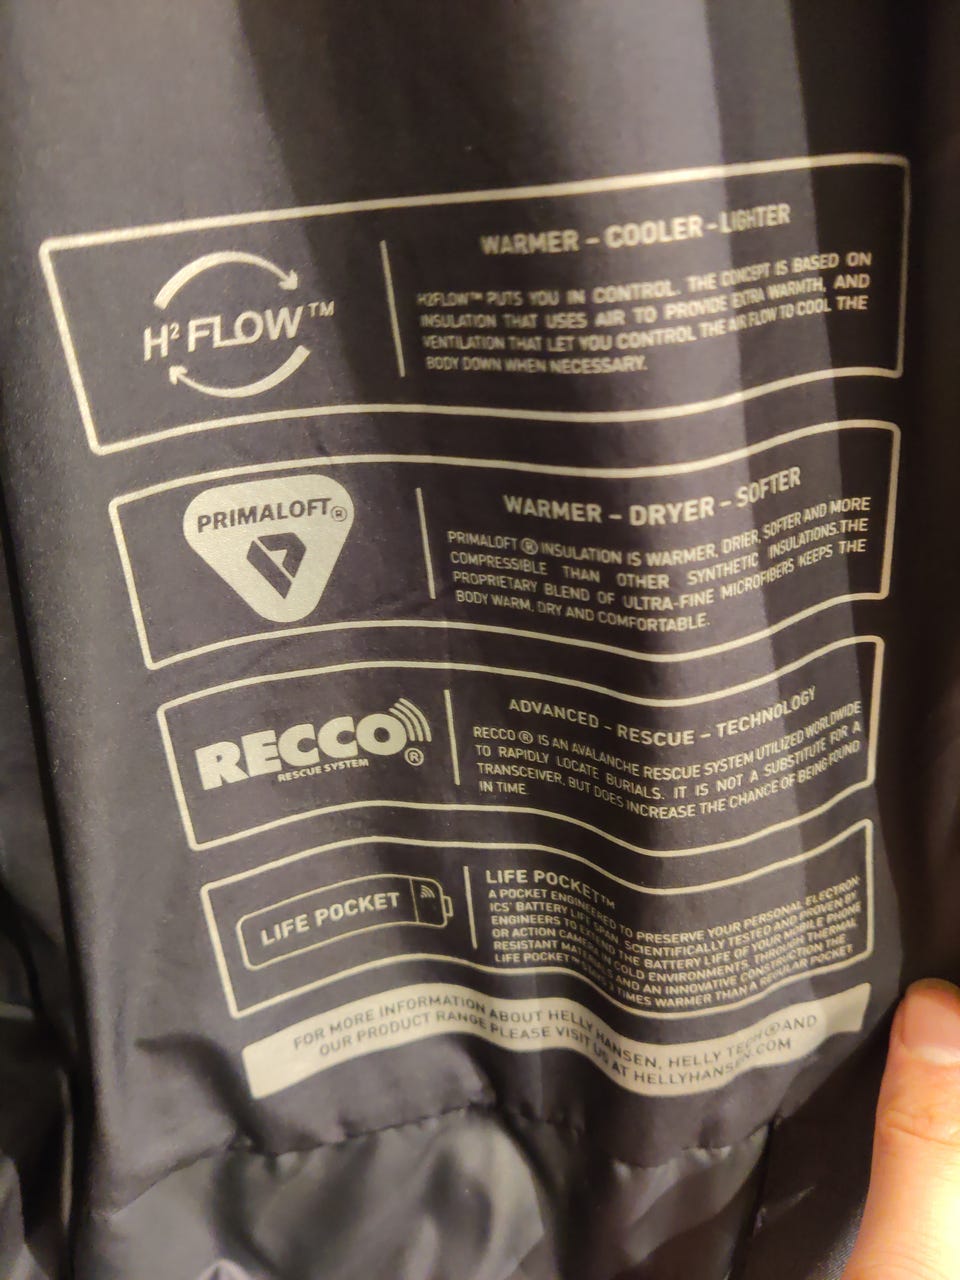 H² FLOW™
WARMER – COOLER – LIGHTER
H2FLOW™ PUTS YOU IN CONTROL. THE CONCEPT IS BASED ON
INSULATION THAT USES AIR TO PROVIDE EXTRA WARMTH, AND
VENTILATION THAT LET YOU CONTROL THE AIR FLOW TO COOL THE
BODY DOWN WHEN NECESSARY.
PRIMALOFT®
WARMER – DRYER – SOFTER
PRIMALOFT ® INSULATION IS WARMER, DRIER, SOFTER AND MORE
COMPRESSIBLE THAN OTHER SYNTHETIC INSULATIONS. THE
PROPRIETARY BLEND OF ULTRA-FINE MICROFIBERS KEEPS THE
BODY WARM, DRY AND COMFORTABLE.
RECCO®
RESCUE SYSTEM
ADVANCED – RESCUE – TECHNOLOGY
RECCO ® IS AN AVALANCHE RESCUE SYSTEM UTILIZED WORLDWIDE
TO RAPIDLY LOCATE BURIALS. IT IS NOT A SUBSTITUTE FOR A
TRANSCEIVER, BUT DOES INCREASE THE CHANCE OF BEING FOUND
IN TIME.
LIFE POCKET
LIFE POCKET™
A POCKET ENGINEERED TO PRESERVE YOUR PERSONAL ELECTRON-
ICS' BATTERY LIFE SPAN. SCIENTIFICALLY TESTED AND PROVEN BY
ENGINEERS TO EXTEND THE BATTERY LIFE OF YOUR MOBILE PHONE
OR ACTION CAMERA IN COLD ENVIRONMENTS. THROUGH THERMAL
RESISTANT MATERIALS AND AN INNOVATIVE CONSTRUCTION THE
LIFE POCKET™ STAYS 3 TIMES WARMER THAN A REGULAR POCKET.
FOR MORE INFORMATION ABOUT HELLY HANSEN, HELLY TECH® AND
OUR PRODUCT RANGE PLEASE VISIT US AT HELLYHANSEN.COM